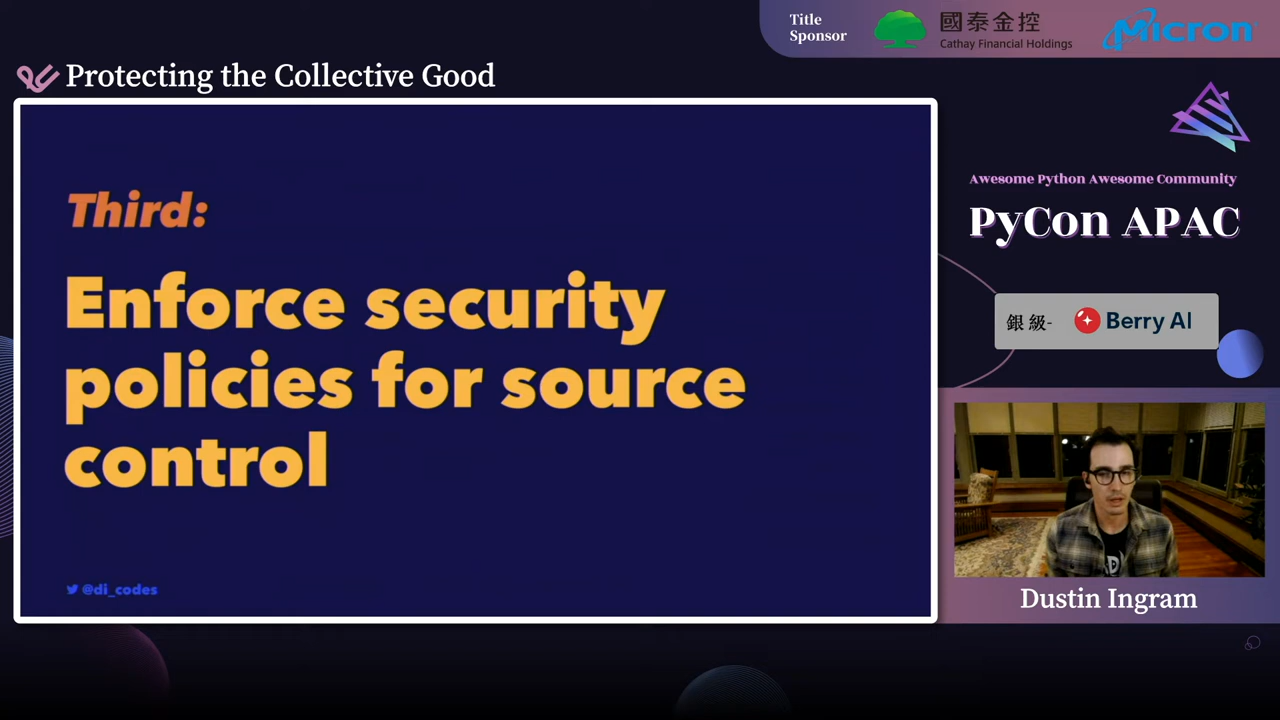 Title
Sponsor
國泰金控
Cathay Financial Holdings
Micron
Protecting the Collective Good
Third:
Enforce security
policies for source
control
@di_codes
Awesome Python Awesome Community
PyCon APAC
銀級-
Berry AI
Dustin Ingram